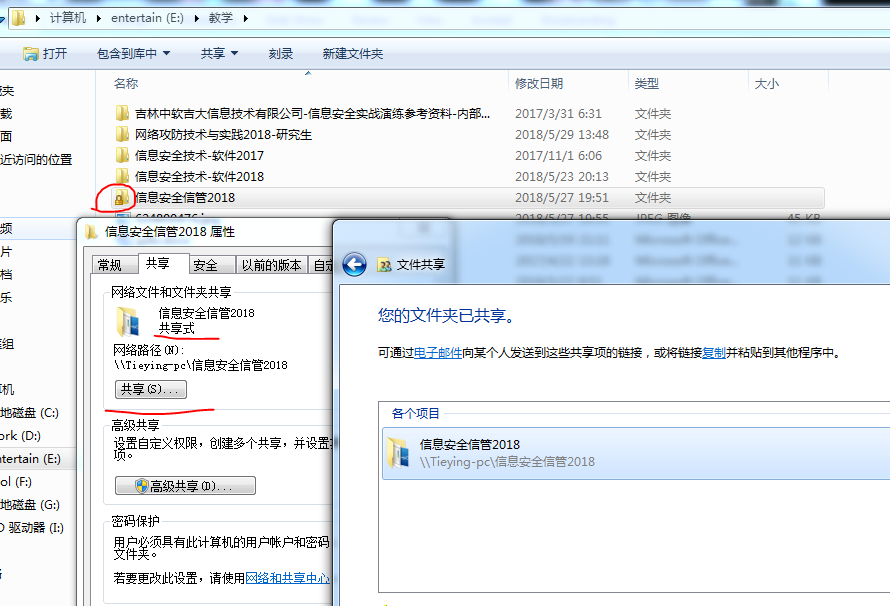 计算机 ▸ entertain (E:) ▸ 教学 ▸
打开 包含到库中 共享 刻录 新建文件夹
名称 修改日期 类型 大小
夹
吉林中软吉大信息技术有限公司-信息安全实战演练参考资料-内部... 2017/3/31 6:31 文件夹
载
网络攻防技术与实践2018-研究生 2018/5/29 13:48 文件夹
面
信息安全技术-软件2017 2017/11/1 6:06 文件夹
近访问的位置
信息安全技术-软件2018 2018/5/23 20:13 文件夹
信息安全信管2018 2018/5/27 19:51 文件夹
2018/5/27 19:55 JPEG 图像 45 KB
频
片
档
乐
组
机
地磁盘 (C:)
ork (D:)
ntertain (E:)
ol (F:)
地磁盘 (G:)
D 驱动器 (I:)
信息安全信管2018 属性
常规 共享 安全 以前的版本 自定
网络文件和文件夹共享
信息安全信管2018
共享式
网络路径(N):
\\Tieying-pc\信息安全信管2018
共享(S)...
高级共享
设置自定义权限，创建多个共享，并设置
项。
高级共享(D)...
密码保护
用户必须具有此计算机的用户帐户和密码
文件夹。
若要更改此设置，请使用网络和共享中心
文件共享
您的文件夹已共享。
可通过电子邮件向某个人发送到这些共享项的链接，或将链接复制并粘贴到其他程序中。
各个项目
信息安全信管2018
\\Tieying-pc\信息安全信管2018